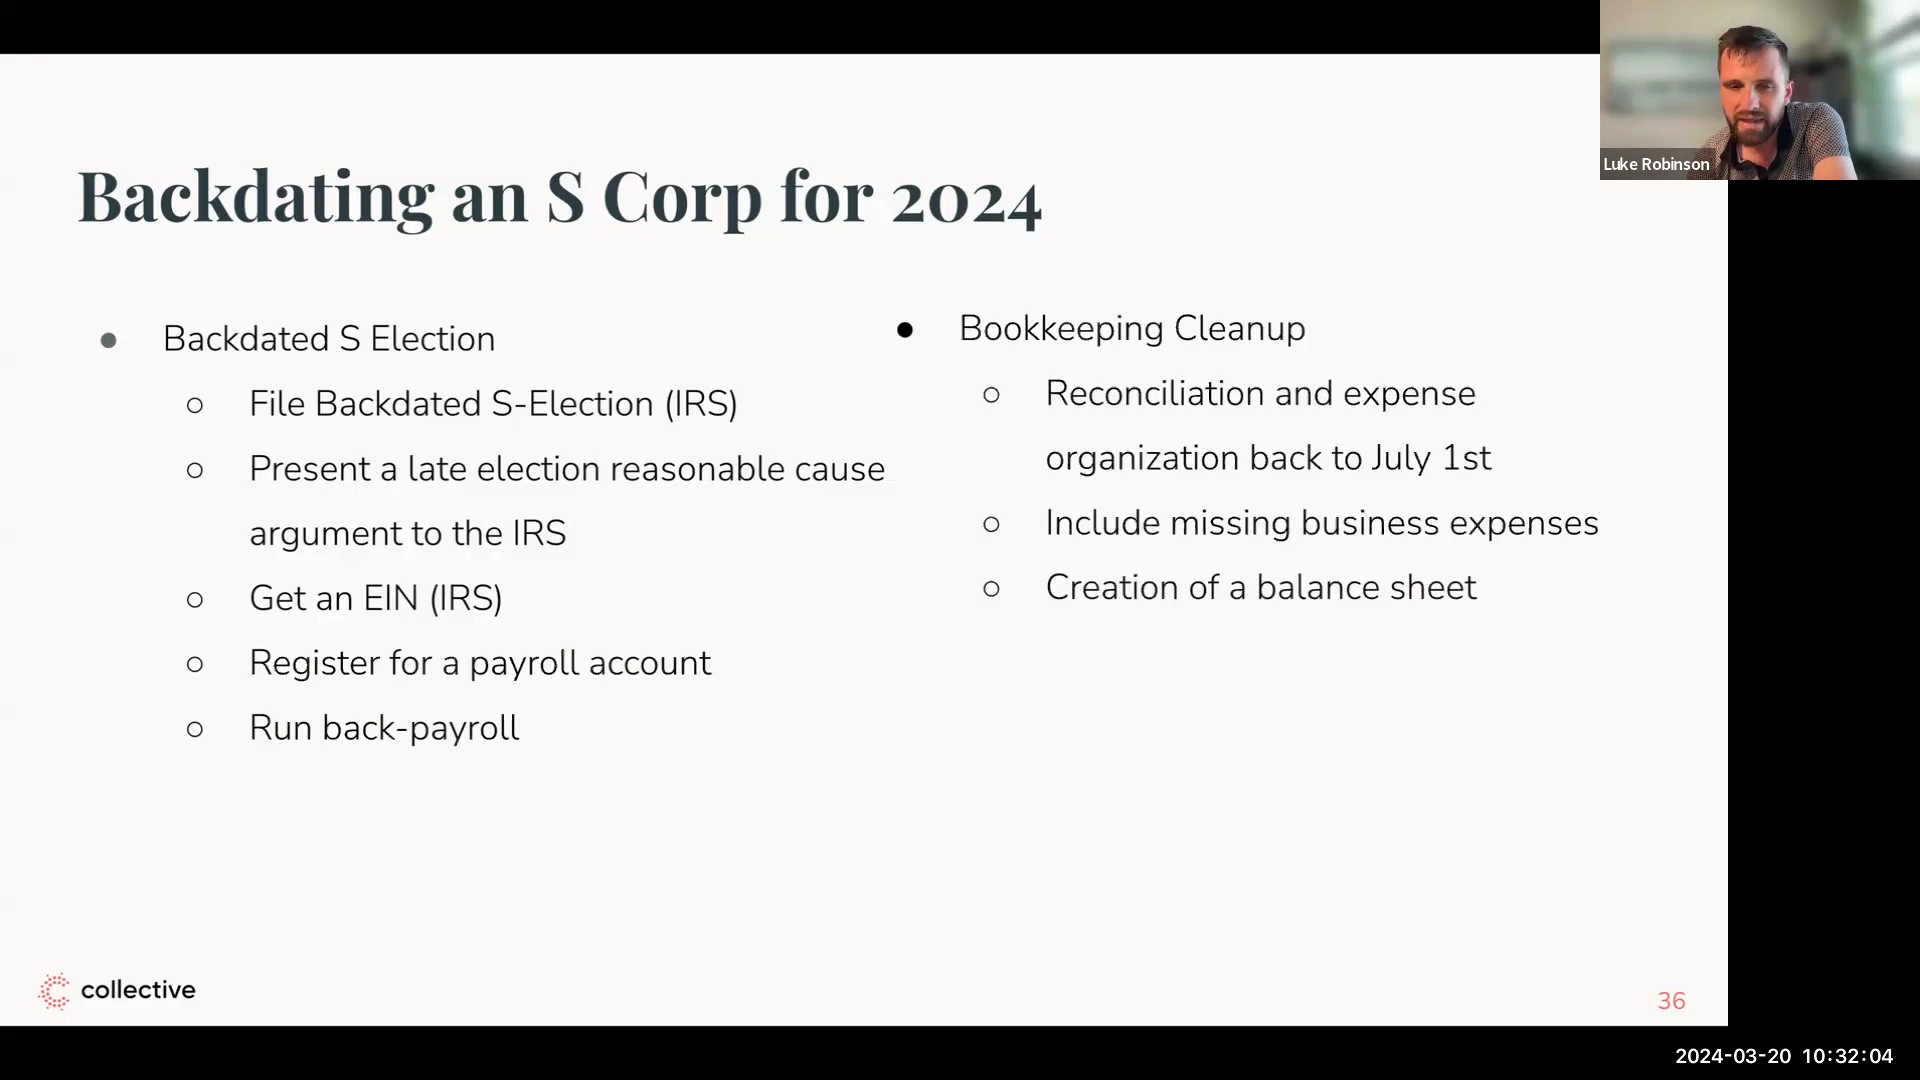 Luke Robinson
Backdating an S Corp for 2024
● Backdated S Election
○ File Backdated S-Election (IRS)
○ Present a late election reasonable cause
argument to the IRS
○ Get an EIN (IRS)
○ Register for a payroll account
○ Run back-payroll
● Bookkeeping Cleanup
○ Reconciliation and expense
organization back to July 1st
○ Include missing business expenses
○ Creation of a balance sheet
collective
36
2024-03-20 10:32:04